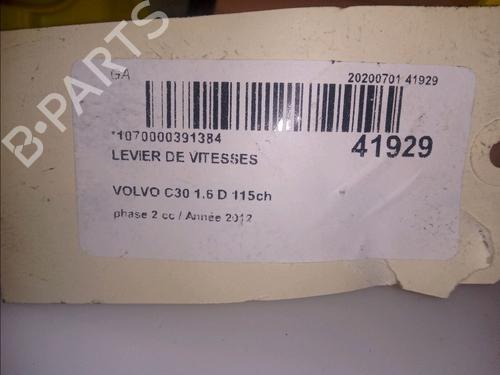 GA
20200701 41929
*1070000391384
41929
LEVIER DE VITESSES
VOLVO C30 1.6 D 115ch
phase 2 cc / Année 2012
B-PARTS